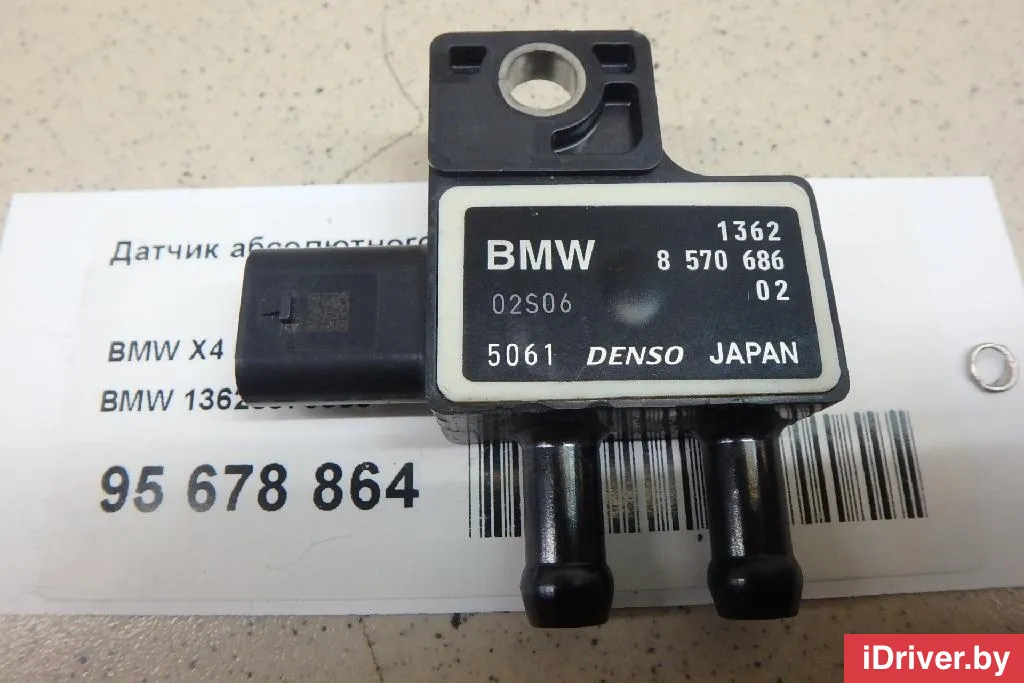 Датчик абсолютного
BMW X4
BMW
95 678 864
BMW 1362
8 570 686
02S06 02
5061 DENSO JAPAN
iDriver.by